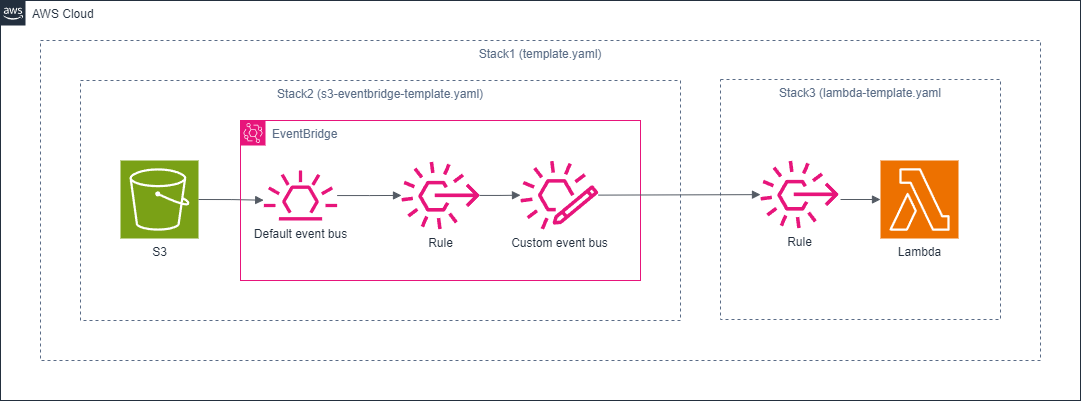 aws
AWS Cloud
Stack1 (template.yaml)
Stack2 (s3-eventbridge-template.yaml)
Stack3 (lambda-template.yaml
EventBridge
S3
Default event bus
Rule
Custom event bus
Rule
Lambda